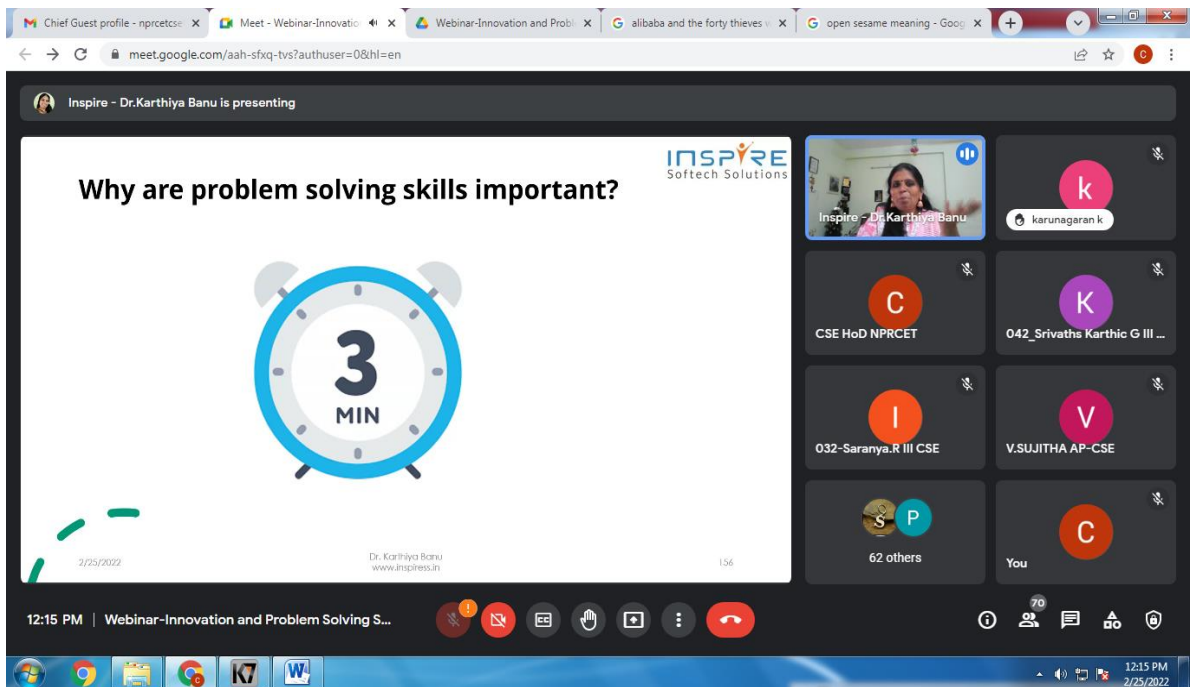 Chief Guest profile - nprcetcse
Meet - Webinar-Innovatio
Webinar-Innovation and Probl
alibaba and the forty thieves w
open sesame meaning - Goog
meet.google.com/aah-sfxq-tvs?authuser=0&hl=en
C
Inspire - Dr.Karthiya Banu is presenting
INSPIRE
Softech Solutions
Why are problem solving skills important?
3
MIN
2/25/2022
Dr. Karthiya Banu
www.inspiress.in
156
Inspire - Dr.Karthiya Banu
k
karunagaran k
C
CSE HoD NPRCET
K
042_Srivaths Karthic G III ...
I
032-Saranya.R III CSE
V
V.SUJITHA AP-CSE
S P
62 others
C
You
12:15 PM | Webinar-Innovation and Problem Solving S...
CC
70
K7
W
12:15 PM
2/25/2022